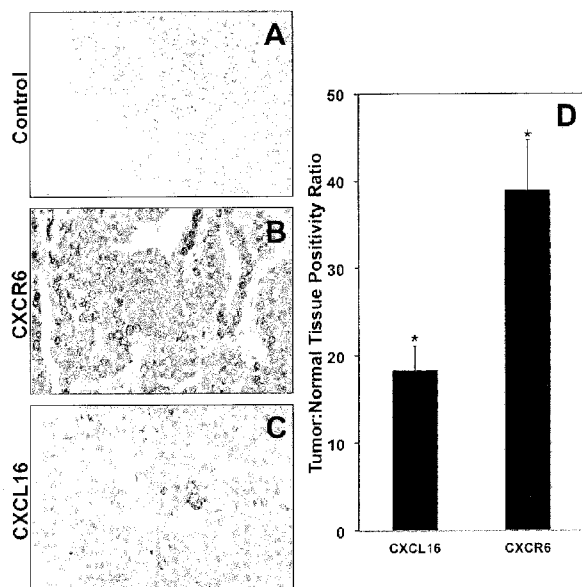 A
Control
B
CXCR6
C
CXCL16
D
Tumor:Normal Tissue Positivity Ratio
50
40
30
20
10
0
*
*
CXCL16
CXCR6